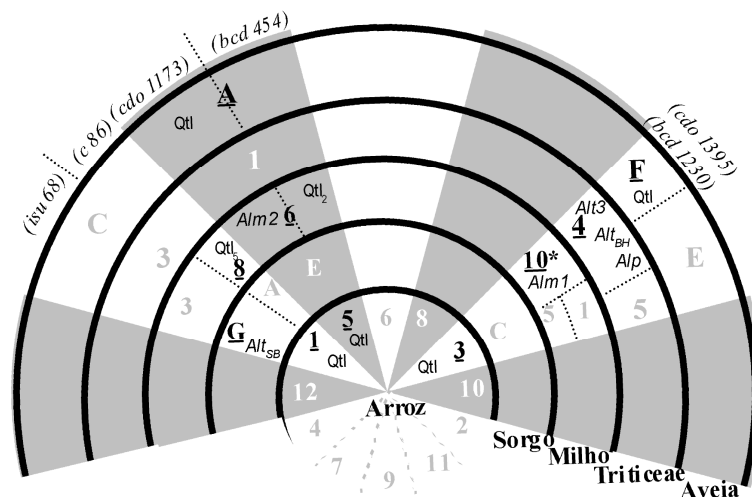 (bcd 454)
(cdo 1173)
(c 86)
(isu 68)
(cdo 1395)
(bcd 1230)
A
Qtl
F
Qtl
1
C
3
Qtl2
Alm2 6
Alt3
4
AltBH
Alp
E
Qtl5
8
E
A
3
10*
Alm1
5
1
5
G AltSB
C
1
Qtl
5
Qtl
6
8
3
Qtl
12
10
Arroz
4
2
7
9
11
Sorgo
Milho
Triticeae
Aveia